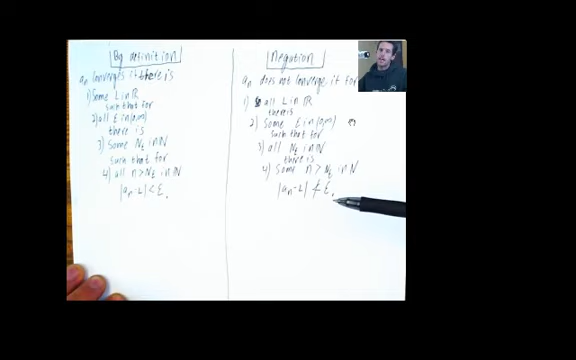 By definition
an converges if there is
1) Some L in ℝ
such that for
2) all ε in (0,∞)
there is
3) Some Nε in ℕ
such that for
4) all n > Nε in ℕ
|an-L| < ε.
Negation
an does not converge if for
1) all L in ℝ
there is
2) Some ε in (0,∞)
such that for
3) all Nε in ℕ
there is
4) Some n > Nε in ℕ
|an-L| ≮ ε.